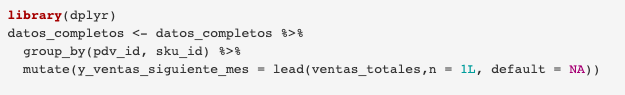 library(dplyr)
datos_completos <- datos_completos %>%
  group_by(pdv_id, sku_id) %>%
  mutate(y_ventas_siguiente_mes = lead(ventas_totales,n = 1L, default = NA))